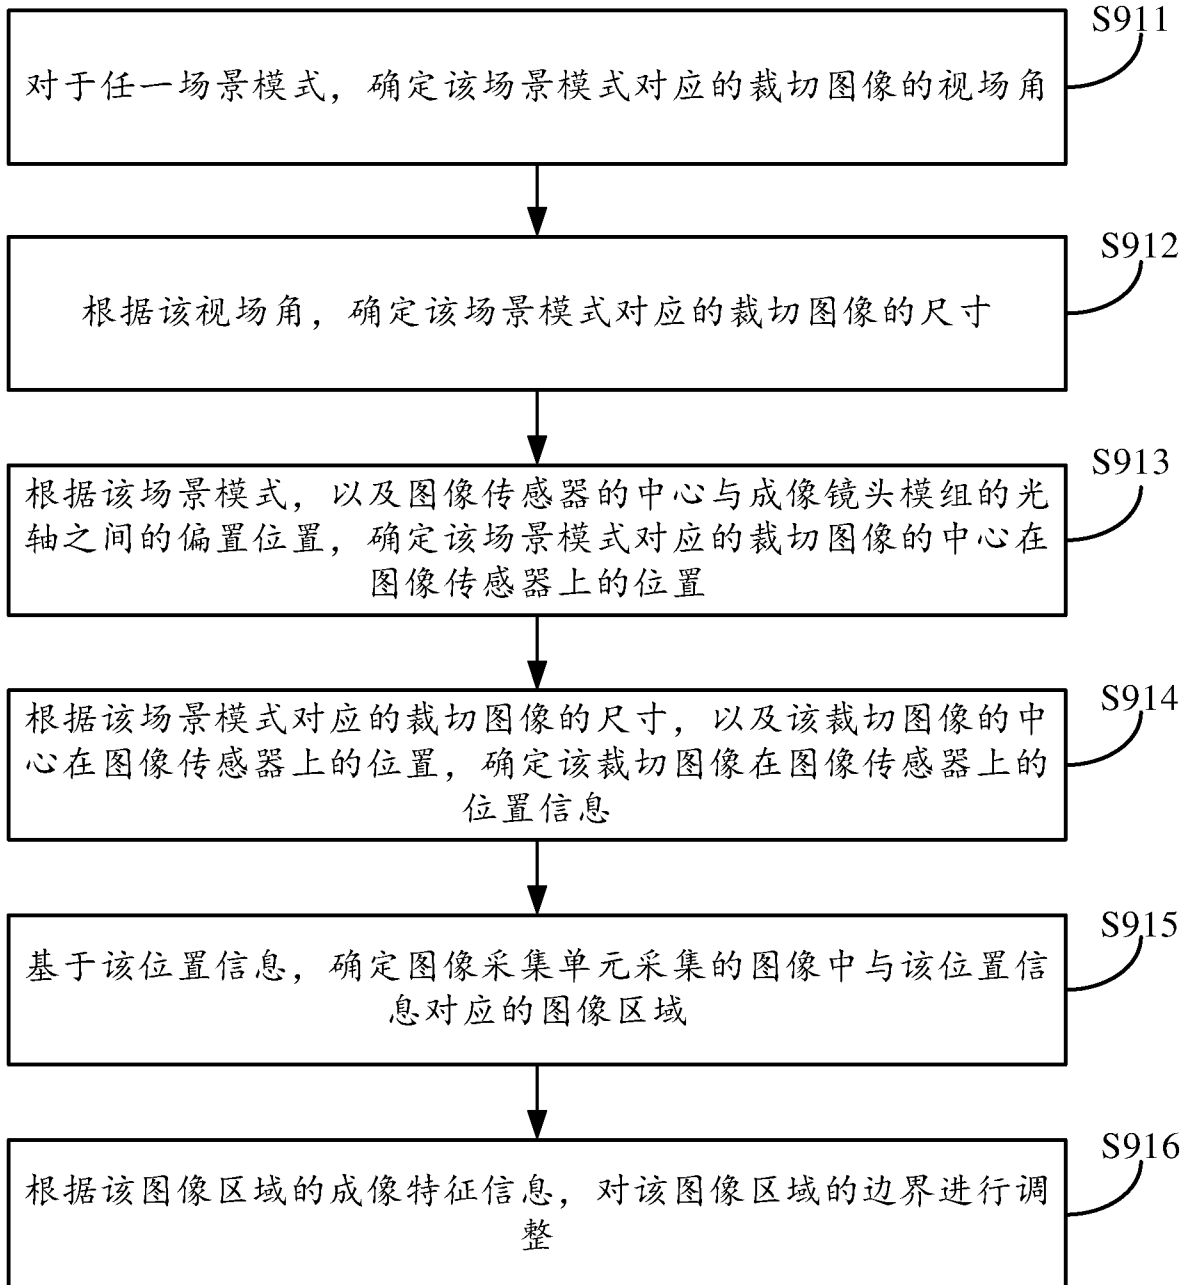 S911
对于任一场景模式，确定该场景模式对应的裁切图像的视场角
S912
根据该视场角，确定该场景模式对应的裁切图像的尺寸
S913
根据该场景模式，以及图像传感器的中心与成像镜头模组的光
轴之间的偏置位置，确定该场景模式对应的裁切图像的中心在
图像传感器上的位置
S914
根据该场景模式对应的裁切图像的尺寸，以及该裁切图像的中
心在图像传感器上的位置，确定该裁切图像在图像传感器上的
位置信息
S915
基于该位置信息，确定图像采集单元采集的图像中与该位置信
息对应的图像区域
S916
根据该图像区域的成像特征信息，对该图像区域的边界进行调
整